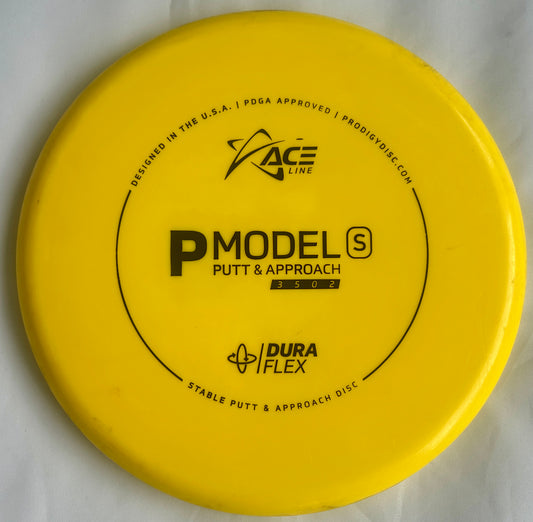 DESIGNED IN THE U.S.A. | PDGA APPROVED | PRODIGYDISC.COM
ACE
LINE
P MODEL S
PUTT & APPROACH
3 5 0 2
DURA
FLEX
STABLE PUTT & APPROACH DISC